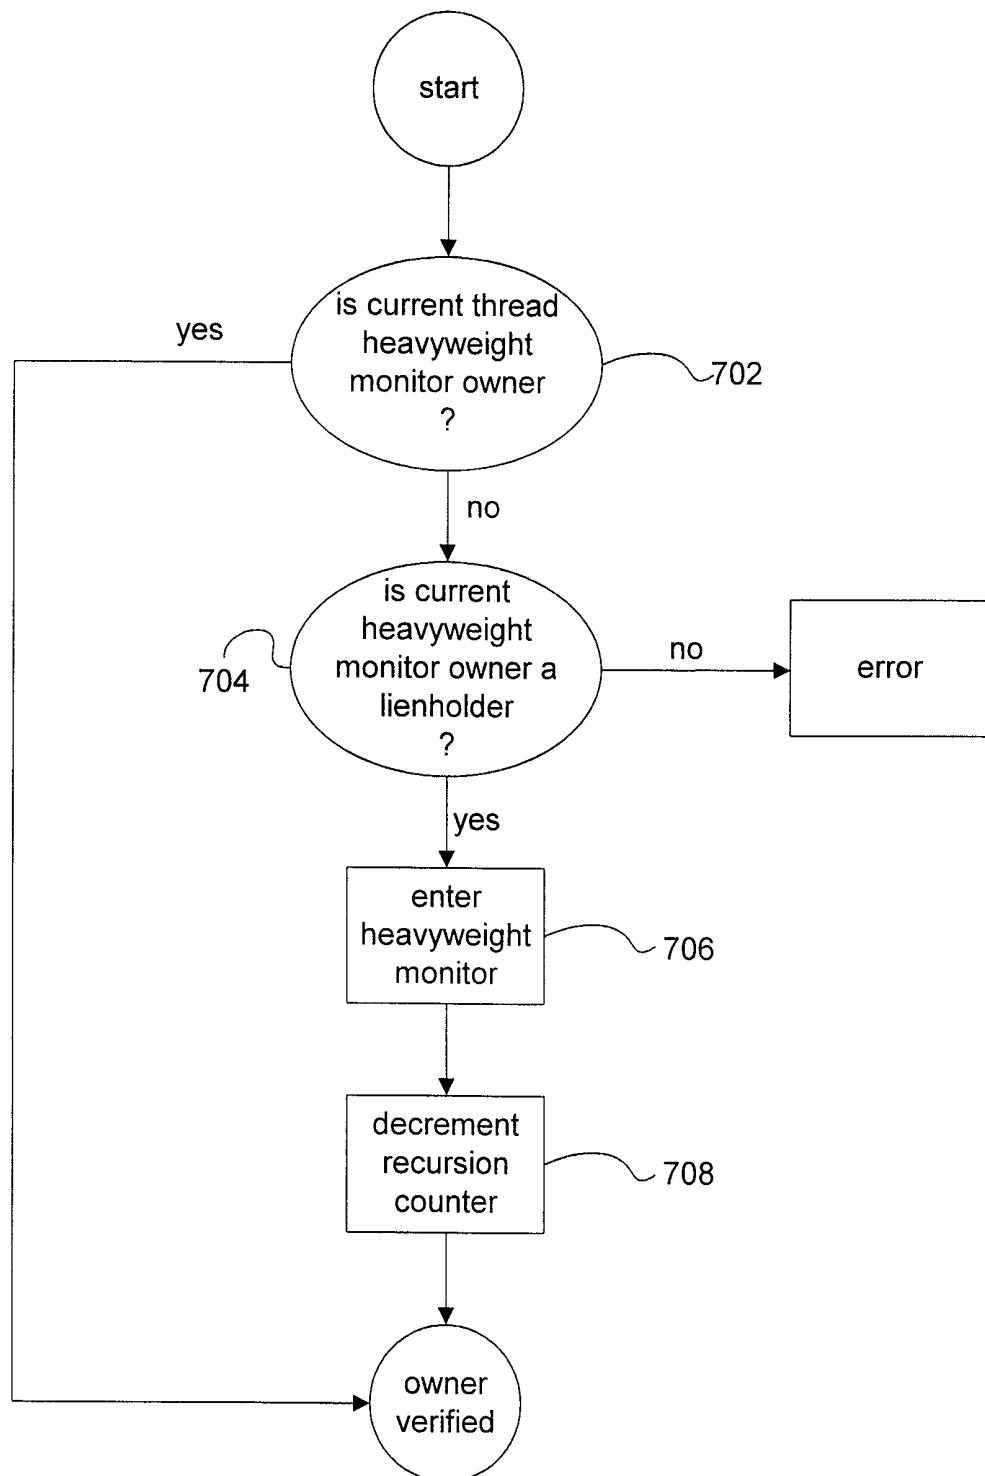 start
is current thread
heavyweight
monitor owner
?
yes
702
no
is current
heavyweight
monitor owner a
lienholder
?
704
no
error
yes
enter
heavyweight
monitor
706
decrement
recursion
counter
708
owner
verified